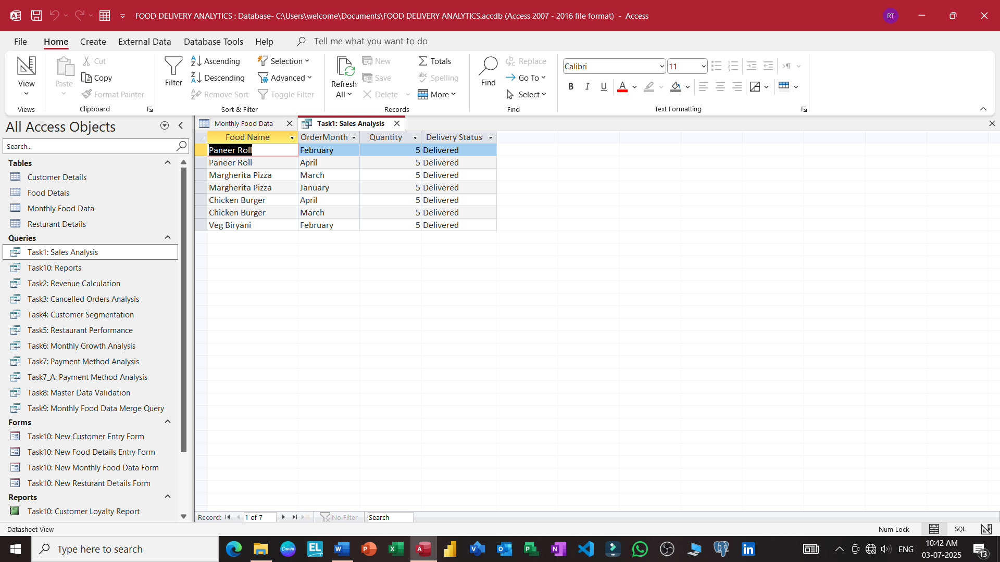 FOOD DELIVERY ANALYTICS : Database- C:\Users\welcome\Documents\FOOD DELIVERY ANALYTICS.accdb (Access 2007 - 2016 file format) - Access
RT
File Home Create External Data Database Tools Help Tell me what you want to do
View
Views
Paste
Cut
Copy
Format Painter
Clipboard
Filter
Ascending
Descending
Remove Sort
Selection
Advanced
Toggle Filter
Sort & Filter
Refresh
All
New
Save
Delete
Totals
Spelling
More
Records
Find
Replace
Go To
Select
Find
Calibri
11
B I U
Text Formatting
All Access Objects
Search...
Tables
Customer Details
Food Detais
Monthly Food Data
Resturant Details
Queries
Task1: Sales Analysis
Task10: Reports
Task2: Revenue Calculation
Task3: Cancelled Orders Analysis
Task4: Customer Segmentation
Task5: Restaurant Performance
Task6: Monthly Growth Analysis
Task7: Payment Method Analysis
Task7_A: Payment Method Analysis
Task8: Master Data Validation
Task9: Monthly Food Data Merge Query
Forms
Task10: New Customer Entry Form
Task10: New Food Details Entry Form
Task10: New Monthly Food Data Form
Task10: New Resturant Details Form
Reports
Task10: Customer Loyalty Report
Monthly Food Data
Task1: Sales Analysis
Food Name OrderMonth Quantity Delivery Status
Paneer Roll February 5 Delivered
Paneer Roll April 5 Delivered
Margherita Pizza March 5 Delivered
Margherita Pizza January 5 Delivered
Chicken Burger April 5 Delivered
Chicken Burger March 5 Delivered
Veg Biryani February 5 Delivered
Record: 1 of 7 No Filter Search
Datasheet View
Num Lock
SQL
Type here to search
ENG
10:42 AM
03-07-2025
13